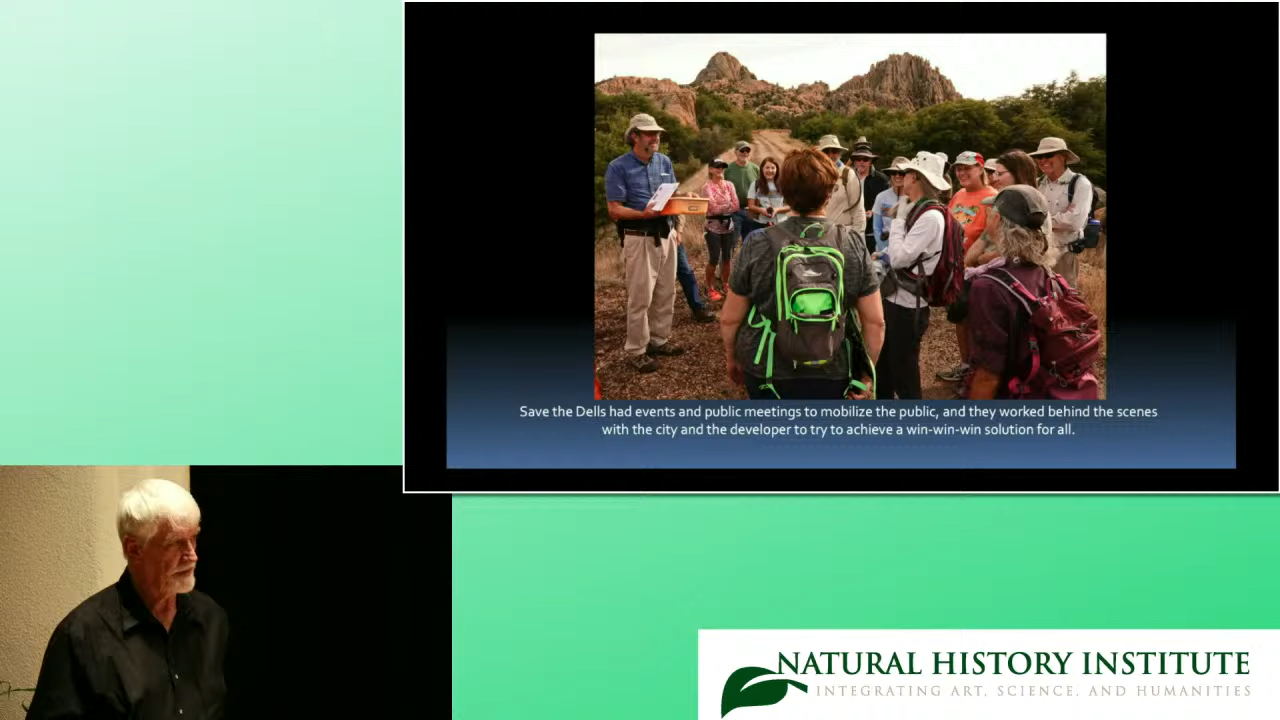 Save the Dells had events and public meetings to mobilize the public, and they worked behind the scenes
with the city and the developer to try to achieve a win-win-win solution for all.
NATURAL HISTORY INSTITUTE
INTEGRATING ART, SCIENCE, AND HUMANITIES